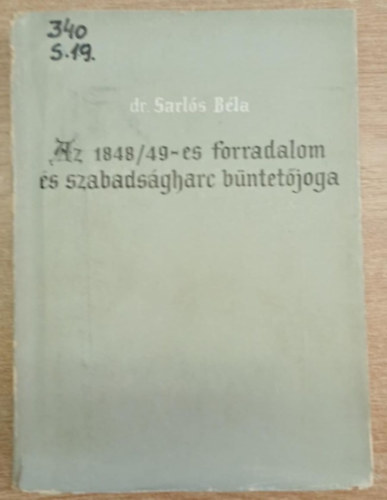 340
S.19.
dr. Sarlós Béla
Az 1848/49-es forradalom
és szabadságharc büntetőjoga